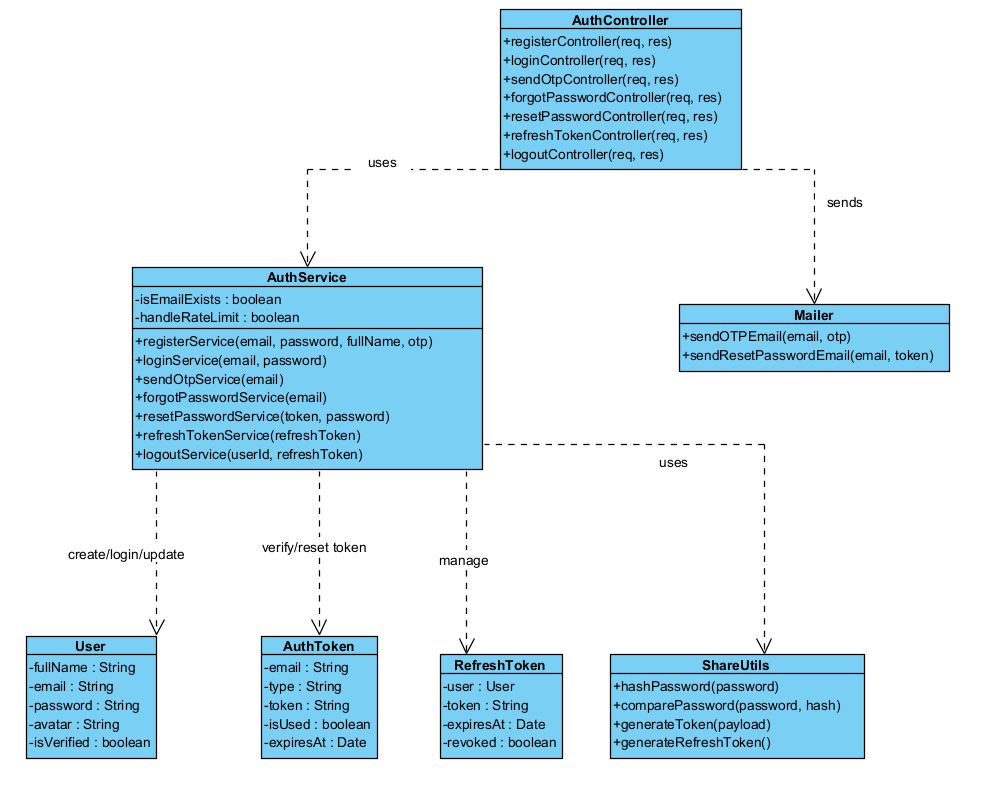 AuthController
+registerController(req, res)
+loginController(req, res)
+sendOtpController(req, res)
+forgotPasswordController(req, res)
+resetPasswordController(req, res)
+refreshTokenController(req, res)
+logoutController(req, res)
uses
sends
AuthService
-isEmailExists : boolean
-handleRateLimit : boolean
+registerService(email, password, fullName, otp)
+loginService(email, password)
+sendOtpService(email)
+forgotPasswordService(email)
+resetPasswordService(token, password)
+refreshTokenService(refreshToken)
+logoutService(userId, refreshToken)
Mailer
+sendOTPEmail(email, otp)
+sendResetPasswordEmail(email, token)
uses
create/login/update
verify/reset token
manage
User
-fullName : String
-email : String
-password : String
-avatar : String
-isVerified : boolean
AuthToken
-email : String
-type : String
-token : String
-isUsed : boolean
-expiresAt : Date
RefreshToken
-user : User
-token : String
-expiresAt : Date
-revoked : boolean
ShareUtils
+hashPassword(password)
+comparePassword(password, hash)
+generateToken(payload)
+generateRefreshToken()